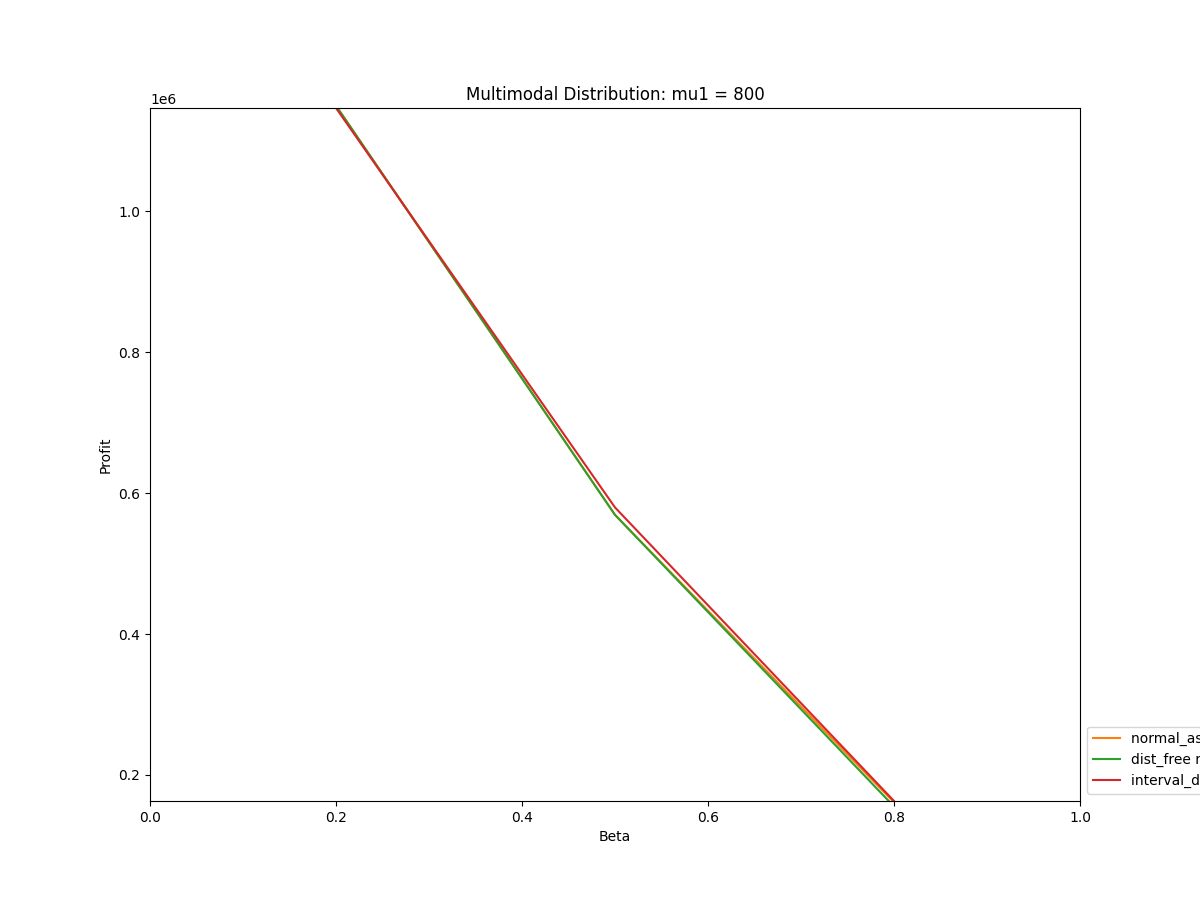 Multimodal Distribution: mu1 = 800
1e6
1.0
0.8
0.6
0.4
0.2
Profit
0.0 0.2 0.4 0.6 0.8 1.0
Beta
normal_as
dist_free
interval_d